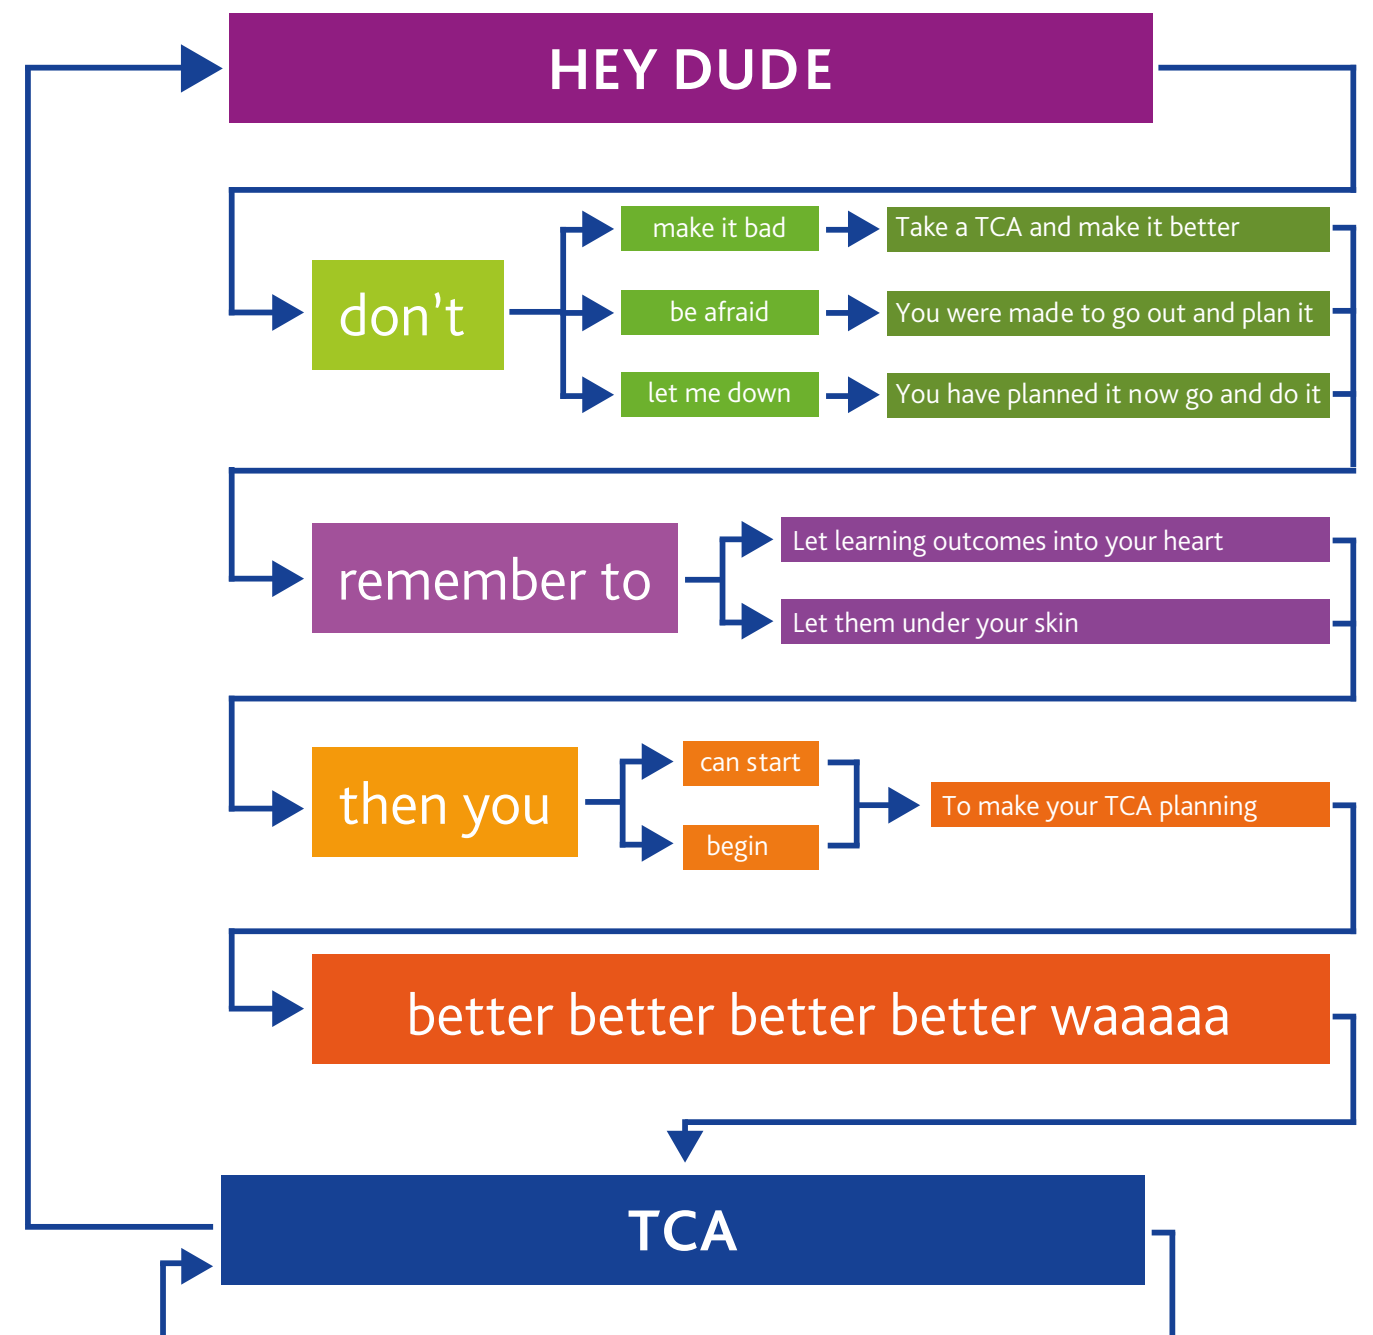 HEY DUDE
don't
make it bad
Take a TCA and make it better
be afraid
You were made to go out and plan it
let me down
You have planned it now go and do it
remember to
Let learning outcomes into your heart
Let them under your skin
then you
can start
begin
To make your TCA planning
better better better better waaaaa
TCA